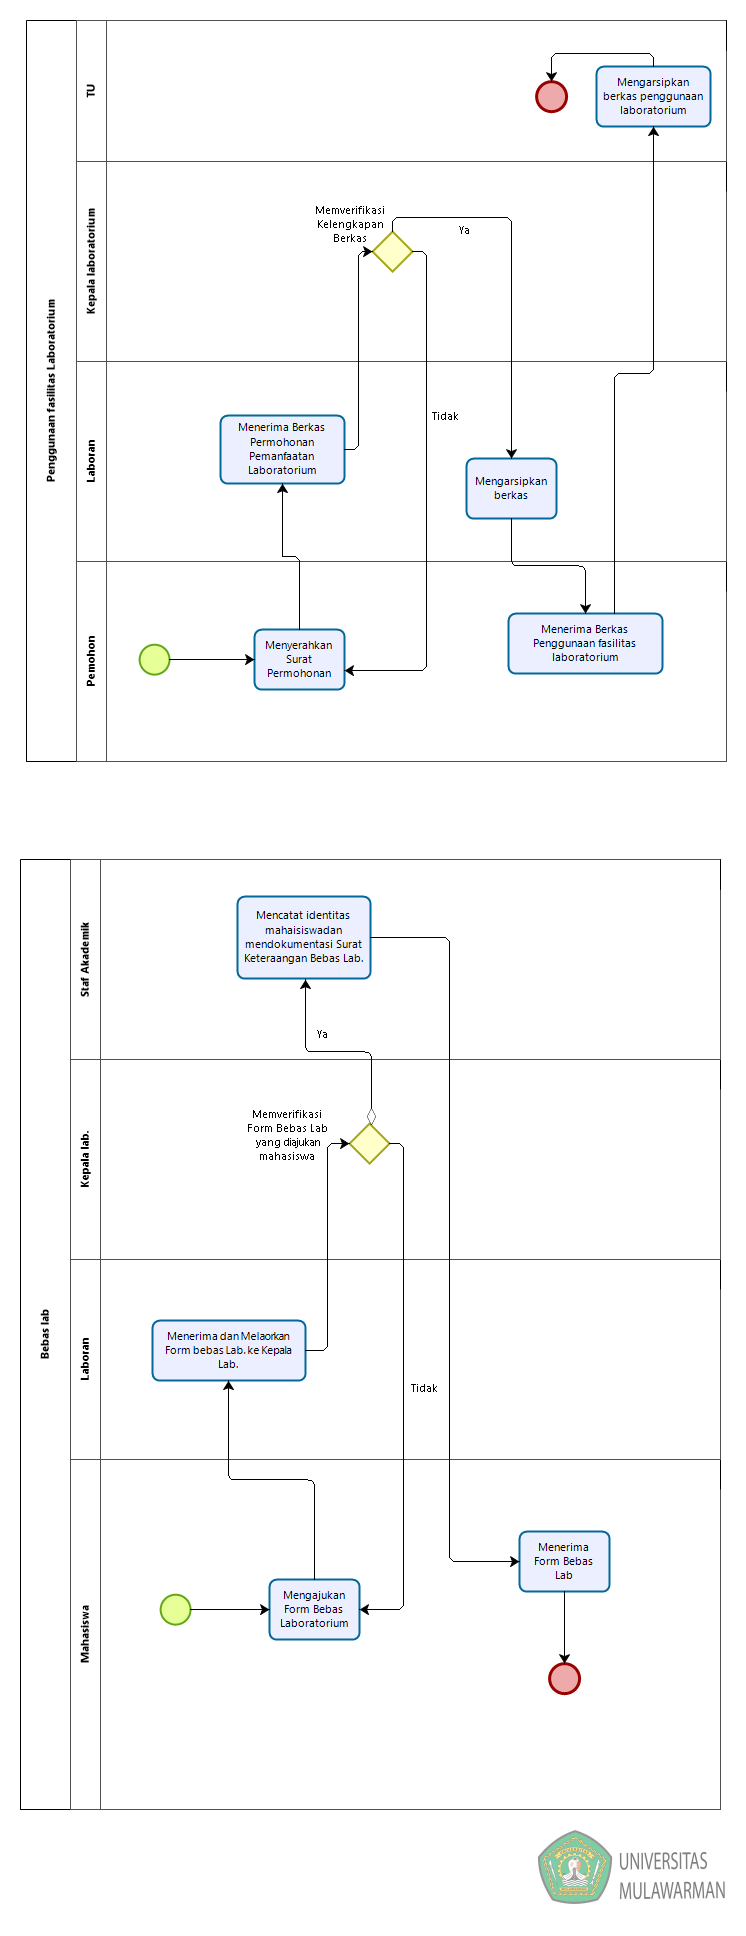 Penggunaan fasilitas Laboratorium
TU
Mengarsipkan
berkas penggunaan
laboratorium
Kepala laboratorium
Memverifikasi
Kelengkapan
Berkas
Ya
Tidak
Laboran
Menerima Berkas
Permohonan
Pemanfaatan
Laboratorium
Mengarsipkan
berkas
Pemohon
Menyerahkan
Surat
Permohonan
Menerima Berkas
Penggunaan fasilitas
laboratorium
Bebas lab
Staf Akademik
Mencatat identitas
mahaisiswadan
mendokumentasi Surat
Keteraangan Bebas Lab.
Ya
Kepala lab.
Memverifikasi
Form Bebas Lab
yang diajukan
mahasiswa
Laboran
Menerima dan Melaorkan
Form bebas Lab. ke Kepala
Lab.
Tidak
Mahasiswa
Mengajukan
Form Bebas
Laboratorium
Menerima
Form Bebas
Lab
UNIVERSITAS
MULAWARMAN